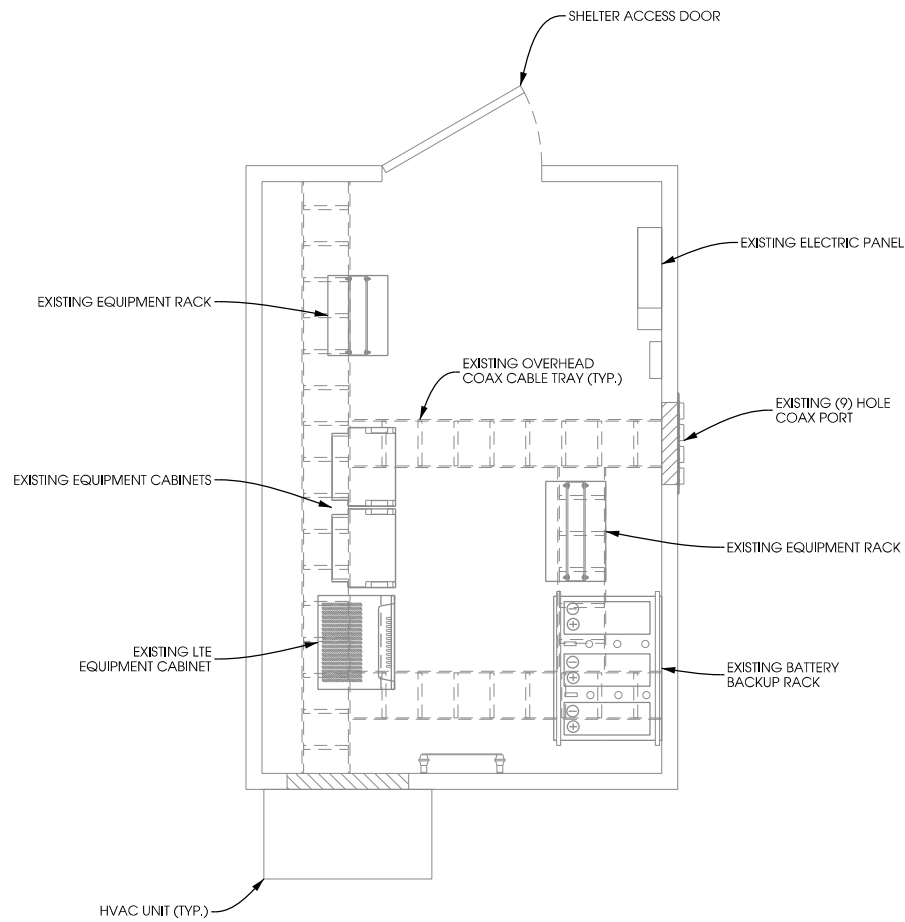 SHELTER ACCESS DOOR
EXISTING ELECTRIC PANEL
EXISTING EQUIPMENT RACK
EXISTING OVERHEAD
COAX CABLE TRAY (TYP.)
EXISTING (9) HOLE
COAX PORT
EXISTING EQUIPMENT CABINETS
EXISTING EQUIPMENT RACK
EXISTING LTE
EQUIPMENT CABINET
EXISTING BATTERY
BACKUP RACK
HVAC UNIT (TYP.)